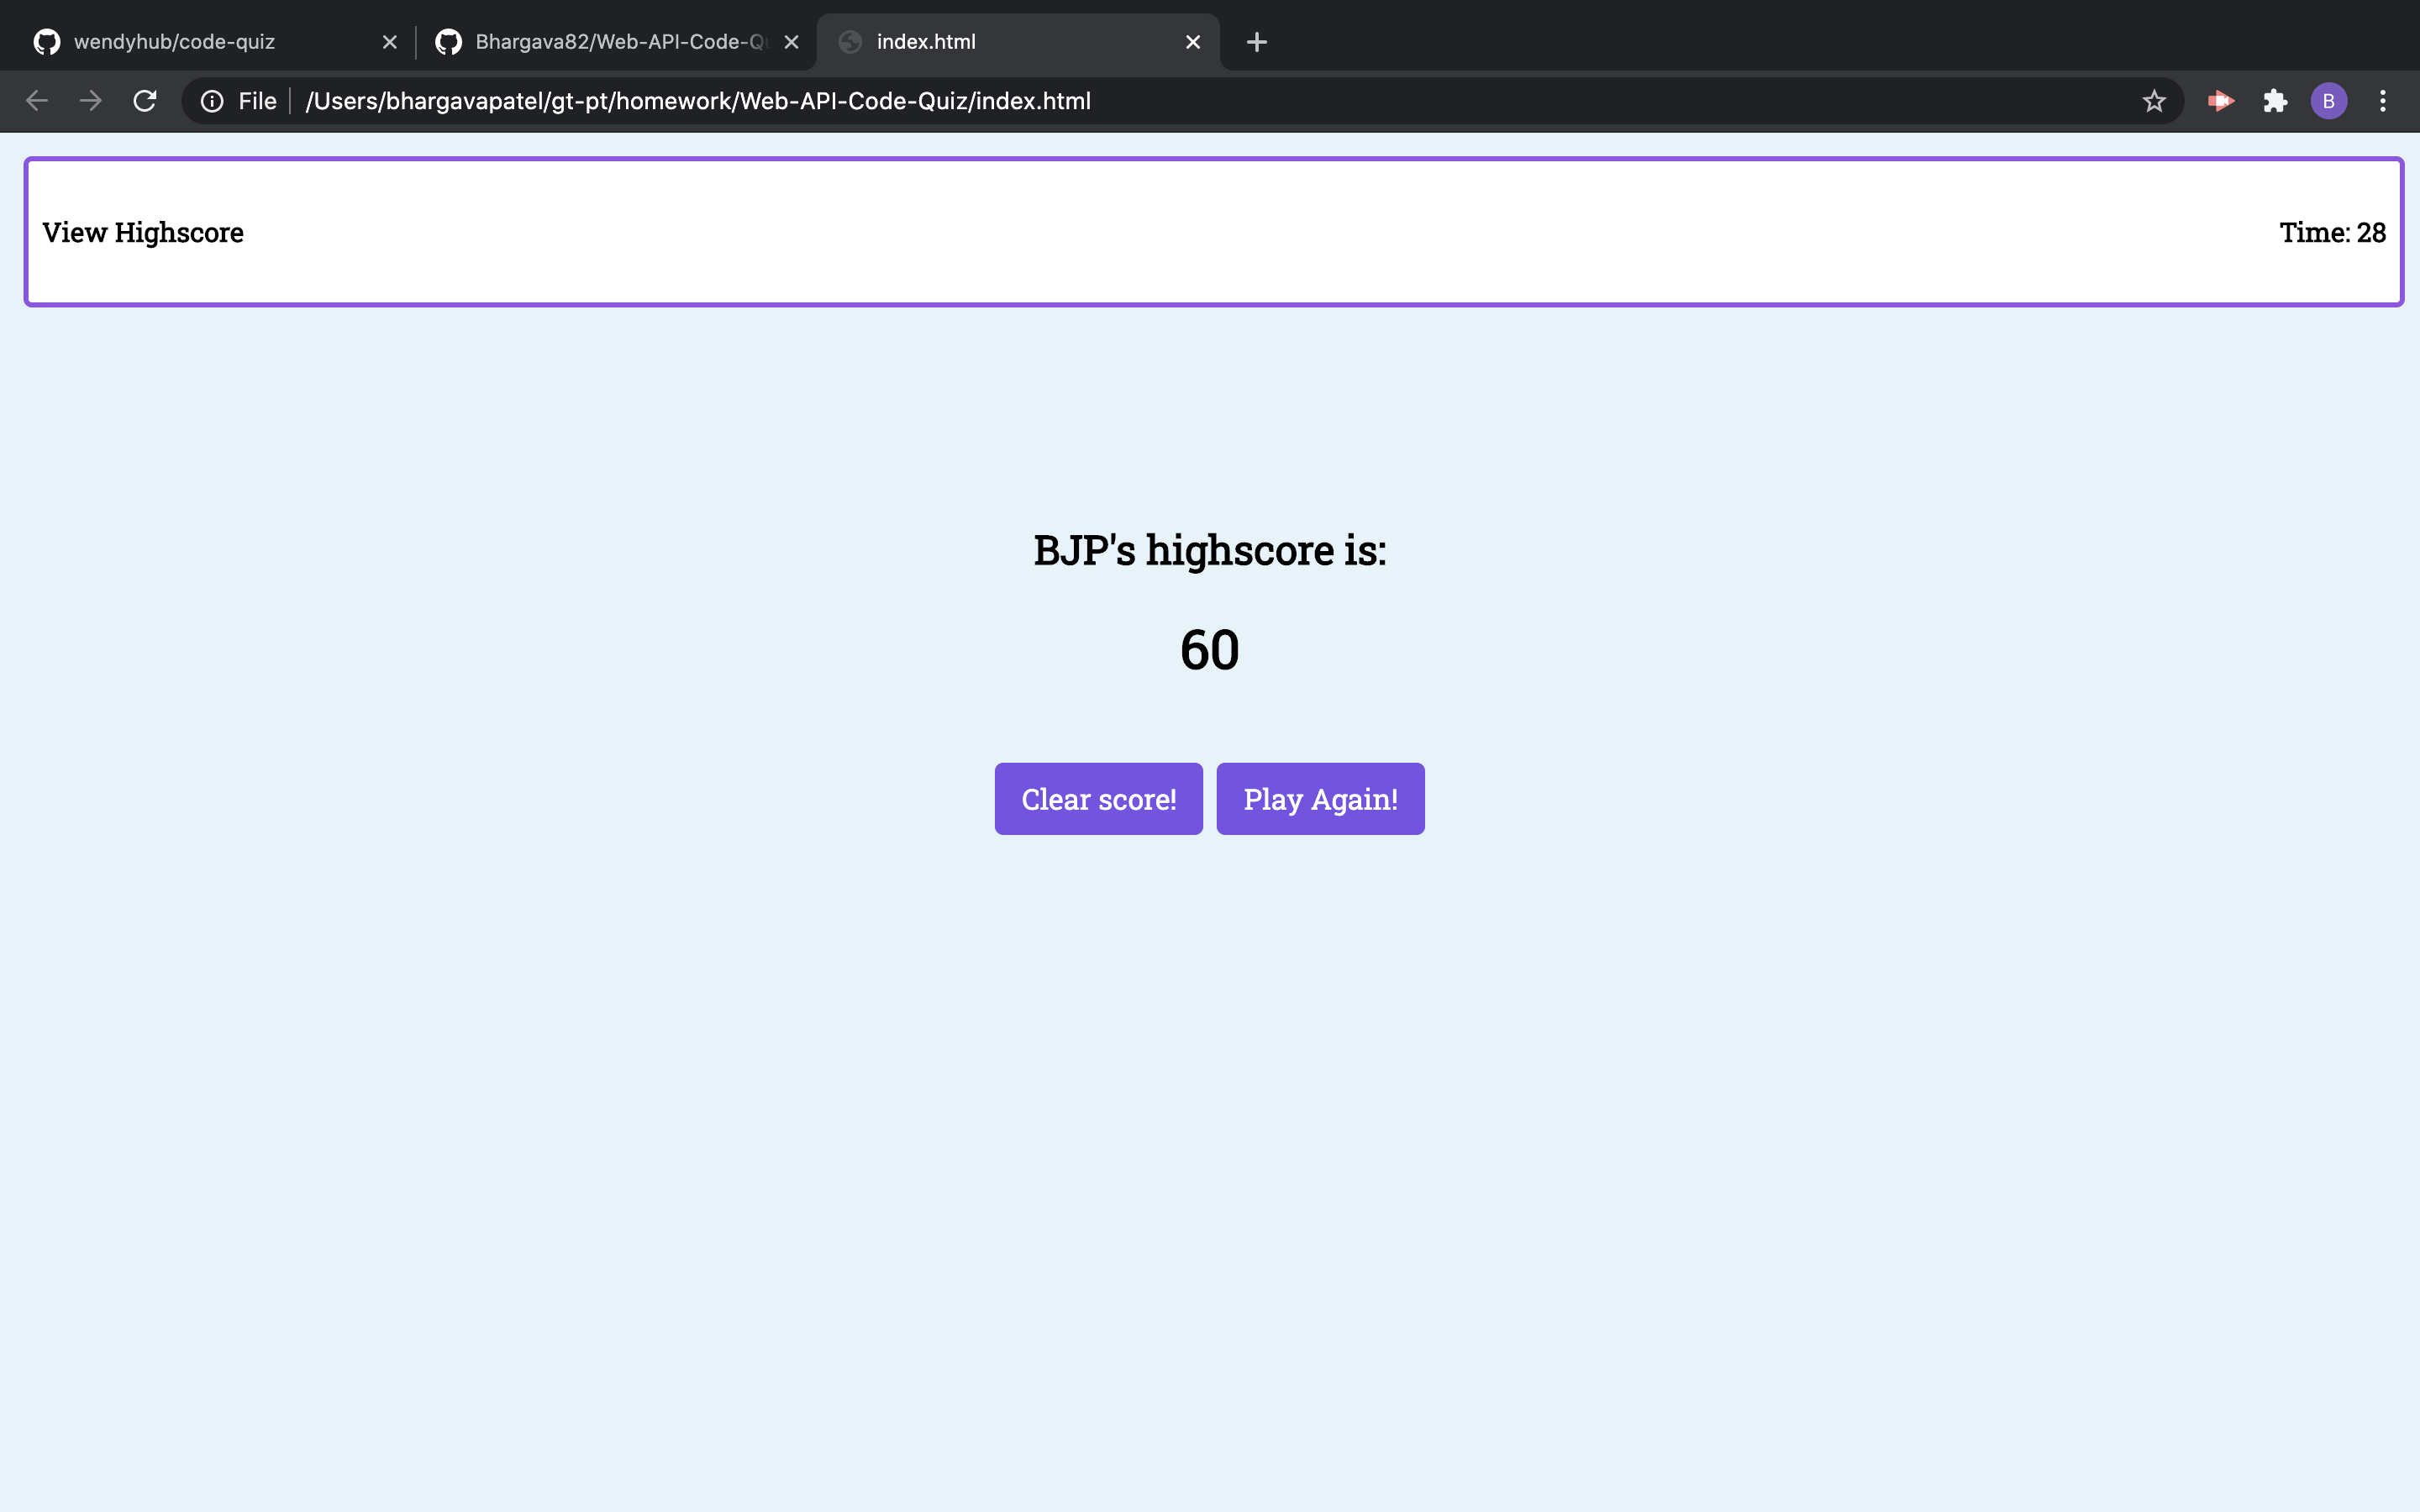 wendyhub/code-quiz
Bhargava82/Web-API-Code-Q
index.html
File /Users/bhargavapatel/gt-pt/homework/Web-API-Code-Quiz/index.html
B
View Highscore
Time: 28
BJP's highscore is:
60
Clear score!
Play Again!